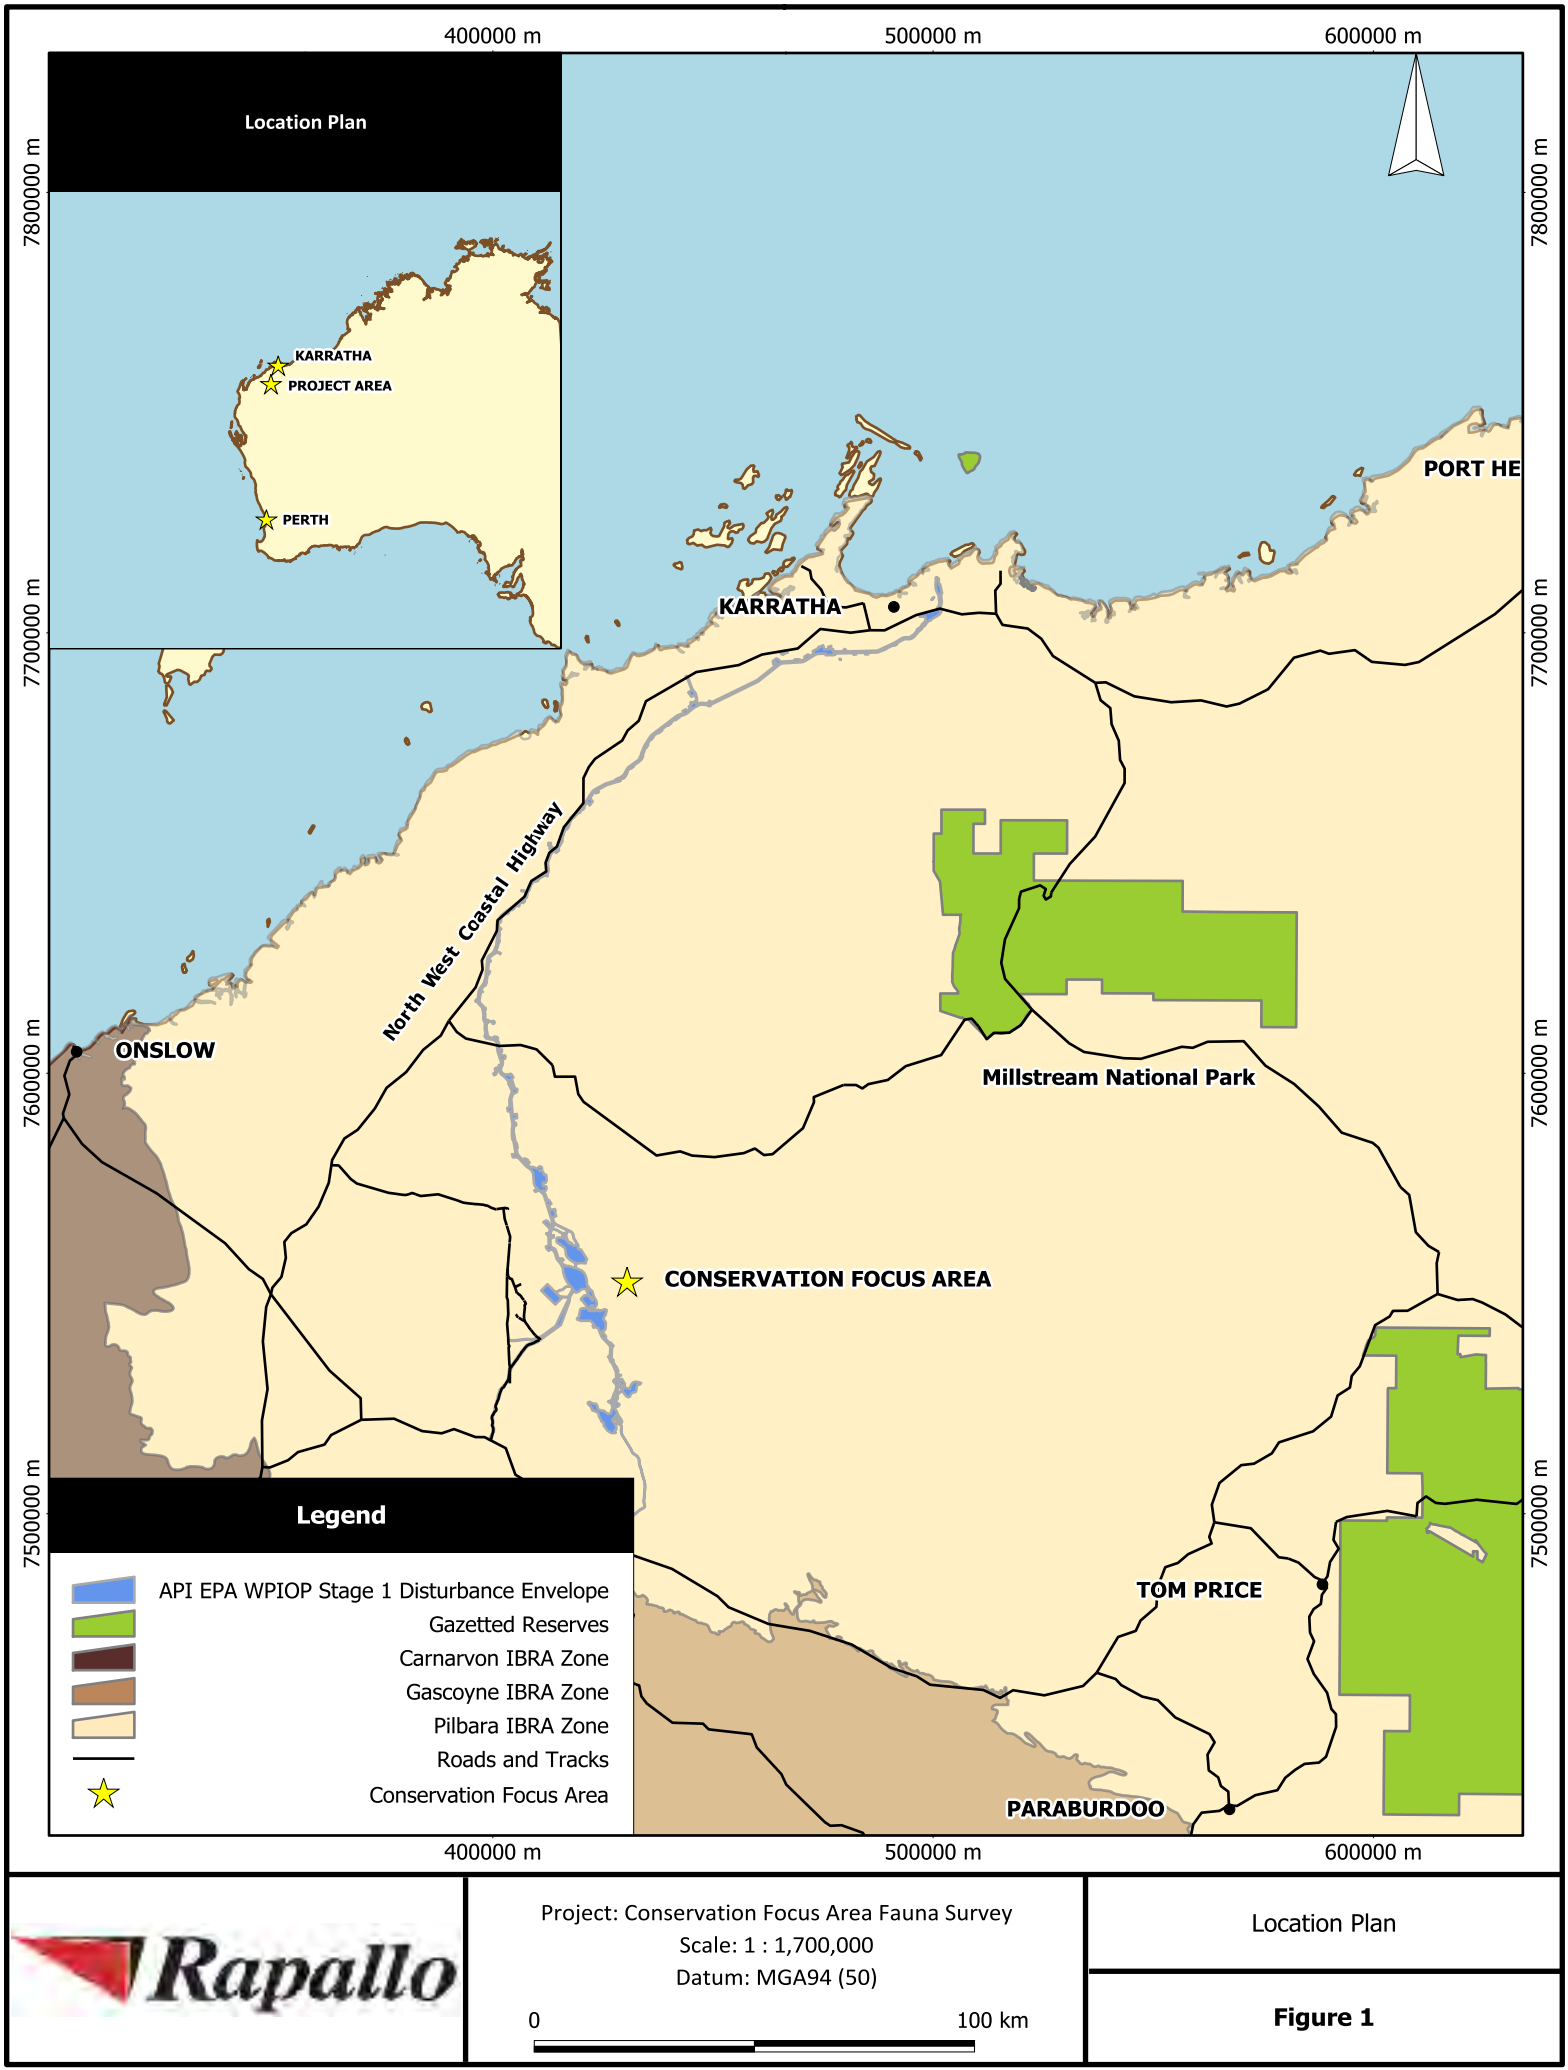 400000 m
500000 m
600000 m
Location Plan
7800000 m
7800000 m
KARRATHA
PROJECT AREA
PERTH
PORT HE
KARRATHA
7700000 m
7700000 m
North West Coastal Highway
ONSLOW
7600000 m
7600000 m
Millstream National Park
CONSERVATION FOCUS AREA
7500000 m
7500000 m
Legend
API EPA WPIOP Stage 1 Disturbance Envelope
Gazetted Reserves
Carnarvon IBRA Zone
Gascoyne IBRA Zone
Pilbara IBRA Zone
Roads and Tracks
Conservation Focus Area
TOM PRICE
PARABURDOO
400000 m
500000 m
600000 m
Rapallo
Project: Conservation Focus Area Fauna Survey
Scale: 1 : 1,700,000
Datum: MGA94 (50)
0
100 km
Location Plan
Figure 1